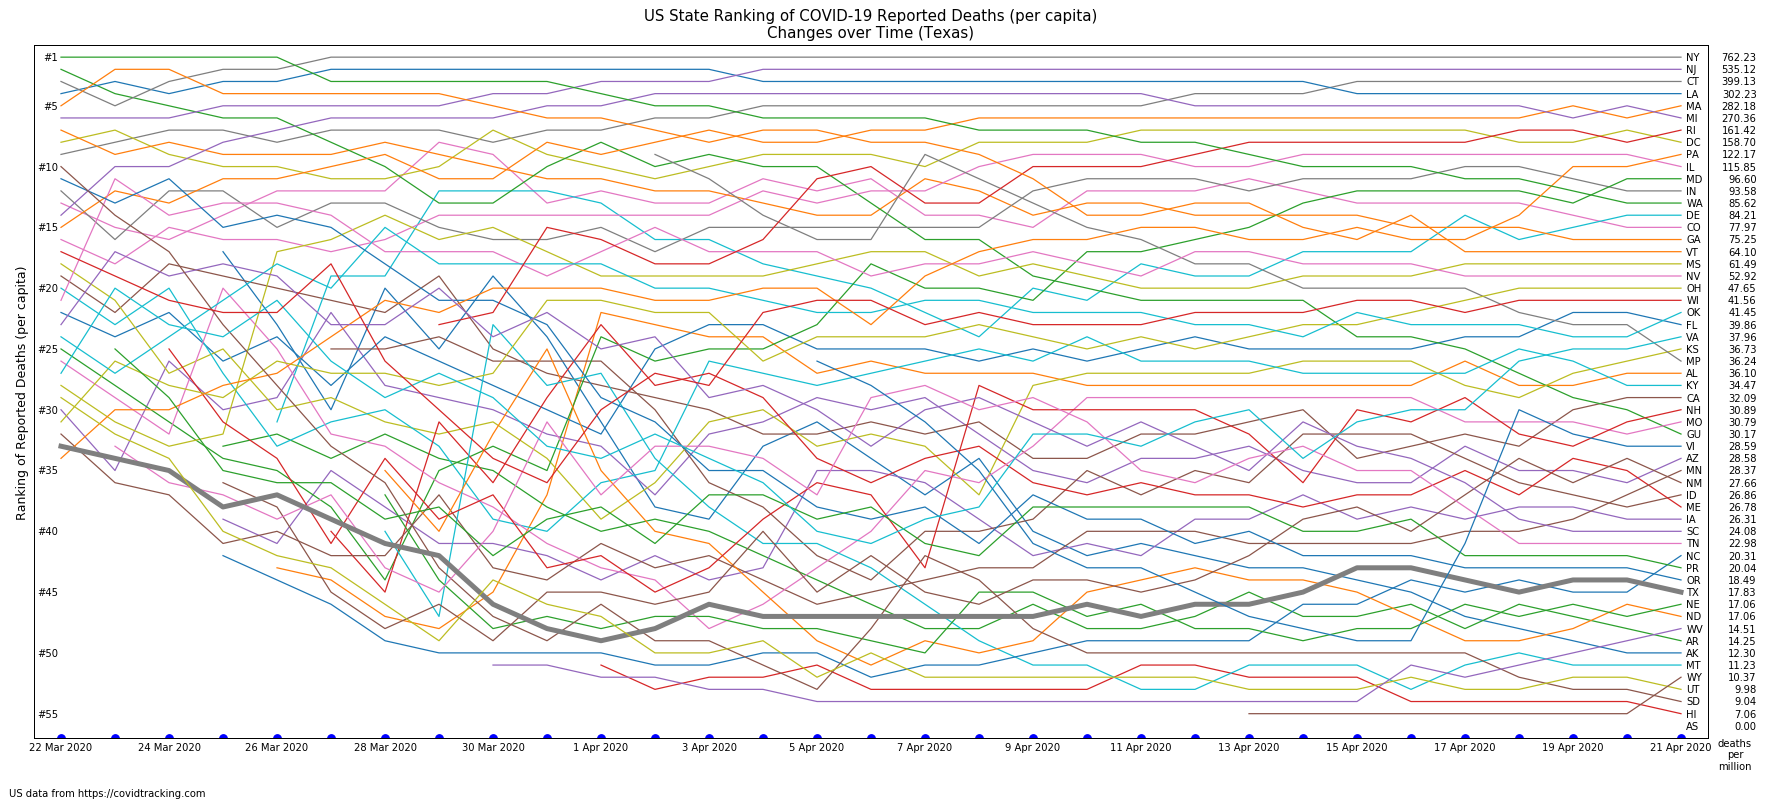 US State Ranking of COVID-19 Reported Deaths (per capita)
Changes over Time (Texas)
Ranking of Reported Deaths (per capita)
#1
#5
#10
#15
#20
#25
#30
#35
#40
#45
#50
#55
NY 762.23
NJ 535.12
CT 399.13
LA 302.23
MA 282.18
MI 270.36
RI 161.42
DC 158.70
PA 122.17
IL 115.85
MD 96.60
IN 93.58
WA 85.62
DE 84.21
CO 77.97
GA 75.25
VT 64.10
MS 61.49
NV 52.92
OH 47.65
WI 41.56
OK 41.45
FL 39.86
VA 37.96
KS 36.73
MP 36.24
AL 36.10
KY 34.47
CA 32.09
NH 30.89
MO 30.79
GU 30.17
VI 28.59
AZ 28.58
MN 28.37
NM 27.66
ID 26.86
ME 26.78
IA 26.31
SC 24.08
TN 22.98
NC 20.31
PR 20.04
OR 18.49
TX 17.83
NE 17.06
ND 17.06
WV 14.51
AR 14.25
AK 12.30
MT 11.23
WY 10.37
UT 9.98
SD 9.04
HI 7.06
AS 0.00
22 Mar 2020 24 Mar 2020 26 Mar 2020 28 Mar 2020 30 Mar 2020 1 Apr 2020 3 Apr 2020 5 Apr 2020 7 Apr 2020 9 Apr 2020 11 Apr 2020 13 Apr 2020 15 Apr 2020 17 Apr 2020 19 Apr 2020 21 Apr 2020
deaths
per
million
US data from https://covidtracking.com